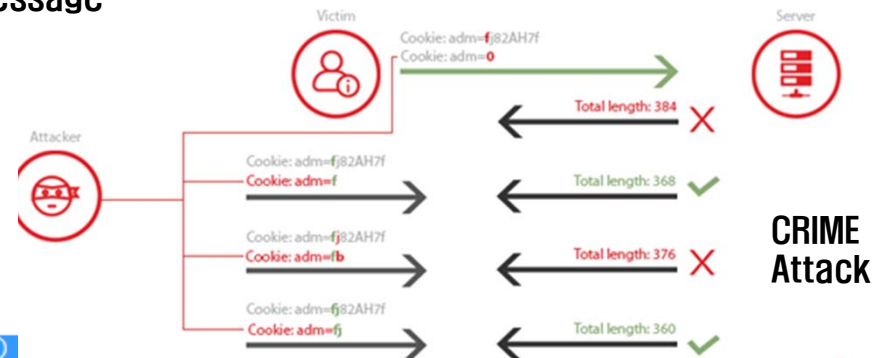 Victim
Server
Cookie: adm=fj82AH7f
Cookie: adm=0
Total length: 384
Attacker
Cookie: adm=fj82AH7f
Cookie: adm=f
Total length: 368
Cookie: adm=fj82AH7f
Cookie: adm=fb
Total length: 376
CRIME
Attack
Cookie: adm=fj82AH7f
Cookie: adm=fj
Total length: 360